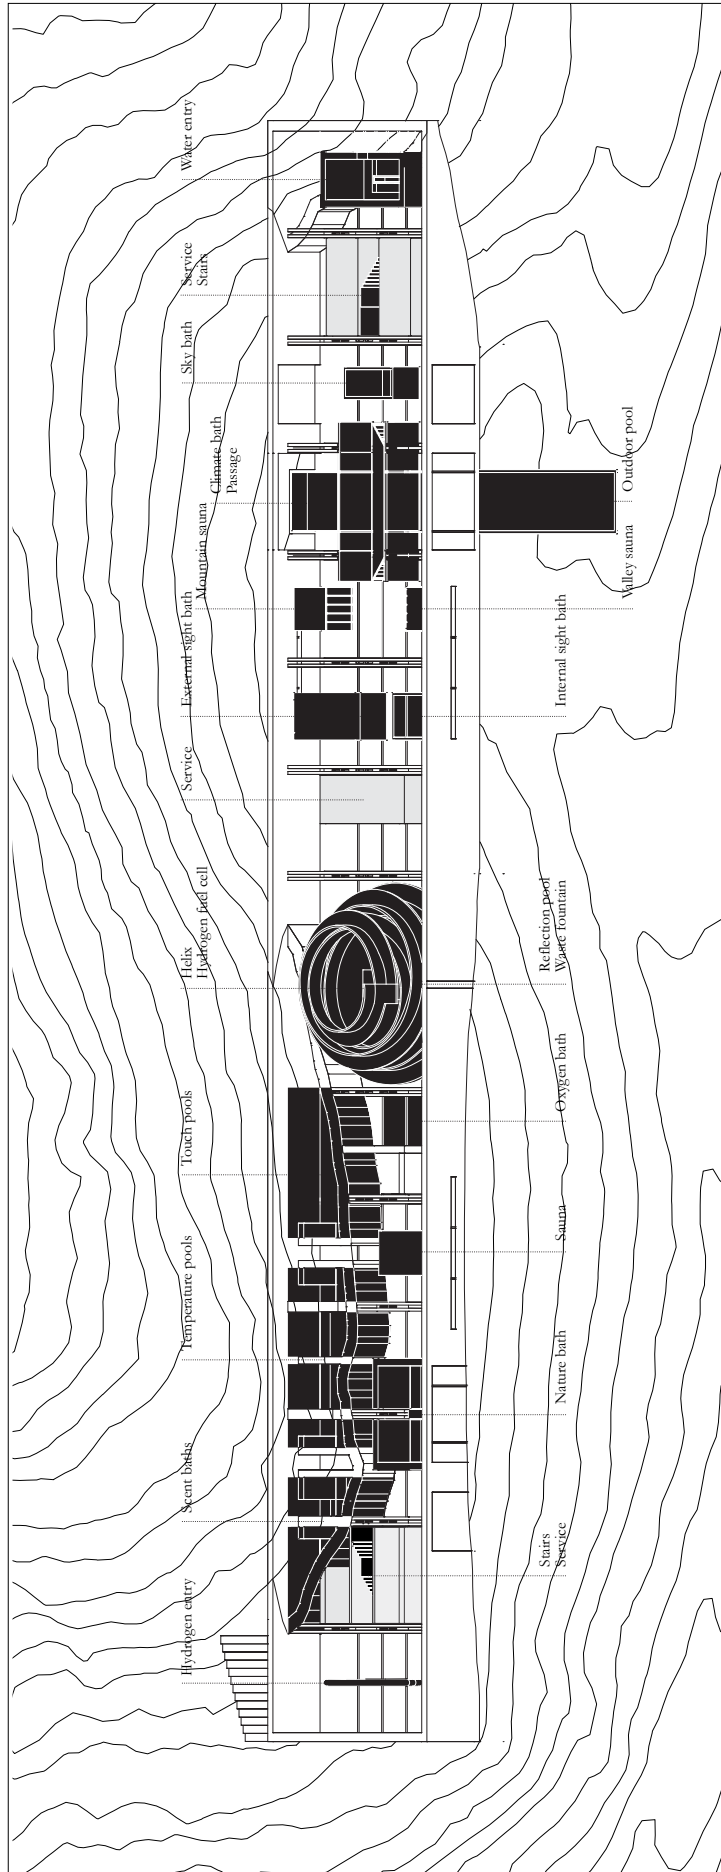 Hydrogen entry
Scent baths
Temperature pools
Touch pools
Helix
Hydrogen fuel cell
Service
External sight bath
Mountain sauna
Climate bath
Passage
Sky bath
Service
Stairs
Water entry
Stairs
Service
Nature bath
Sauna
Oxygen bath
Reflection pool
Waste fountain
Internal sight bath
Valley sauna
Outdoor pool